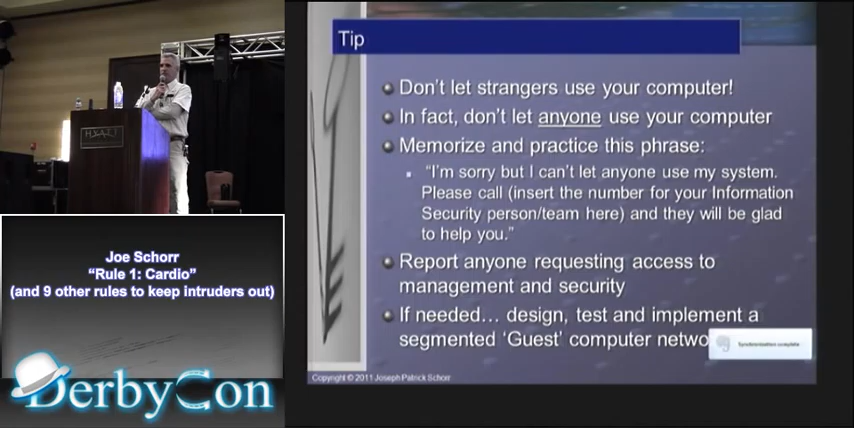 HYATT
Joe Schorr
“Rule 1: Cardio”
(and 9 other rules to keep intruders out)
DerbyCon
Tip
Don't let strangers use your computer!
In fact, don't let anyone use your computer
Memorize and practice this phrase:
“I'm sorry but I can't let anyone use my system.
Please call (insert the number for your Information
Security person/team here) and they will be glad
to help you.”
Report anyone requesting access to
management and security
If needed... design, test and implement a
segmented ‘Guest’ computer netwo
Synchronization complete
Copyright © 2011 Joseph Patrick Schorr